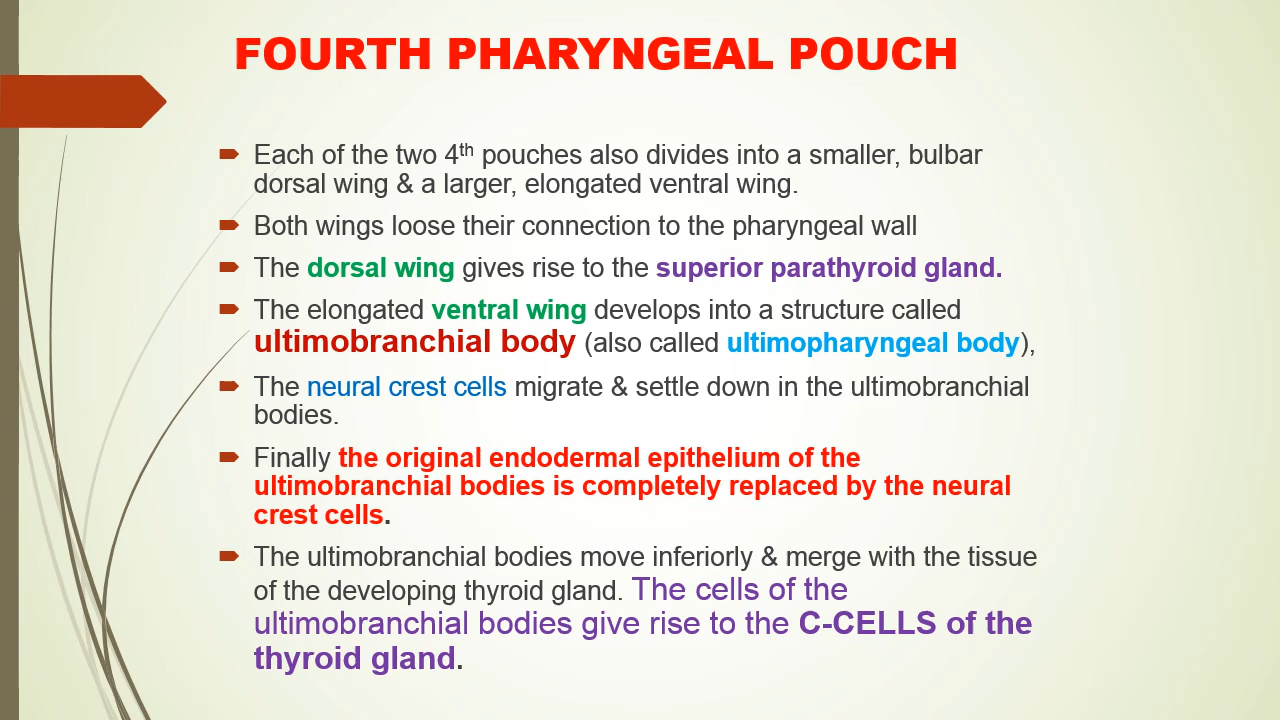 FOURTH PHARYNGEAL POUCH
Each of the two 4th pouches also divides into a smaller, bulbar
dorsal wing & a larger, elongated ventral wing.
Both wings loose their connection to the pharyngeal wall
The dorsal wing gives rise to the superior parathyroid gland.
The elongated ventral wing develops into a structure called
ultimobranchial body (also called ultimopharyngeal body),
The neural crest cells migrate & settle down in the ultimobranchial
bodies.
Finally the original endodermal epithelium of the
ultimobranchial bodies is completely replaced by the neural
crest cells.
The ultimobranchial bodies move inferiorly & merge with the tissue
of the developing thyroid gland. The cells of the
ultimobranchial bodies give rise to the C-CELLS of the
thyroid gland.